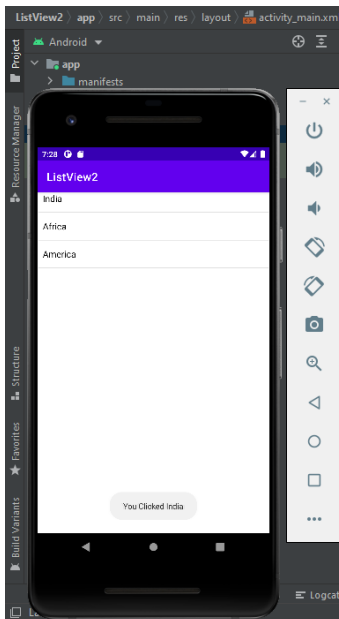 ListView2 app src main res layout activity_main.xm
Android
app
manifests
Project
Resource Manager
Structure
Favorites
Build Variants
7:28
ListView2
India
Africa
America
You Clicked India
Logcat